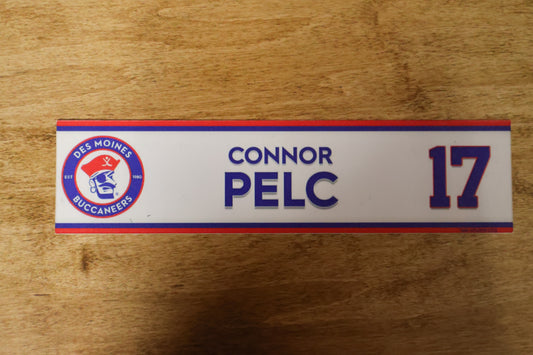 DES MOINES
EST 1980
BUCCANEERS
CONNOR
PELC
17